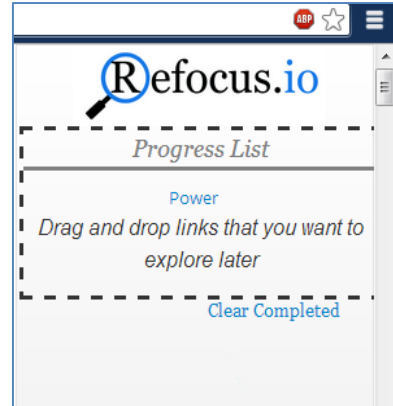 ABP
Refocus.io
Progress List
Power
Drag and drop links that you want to
explore later
Clear Completed